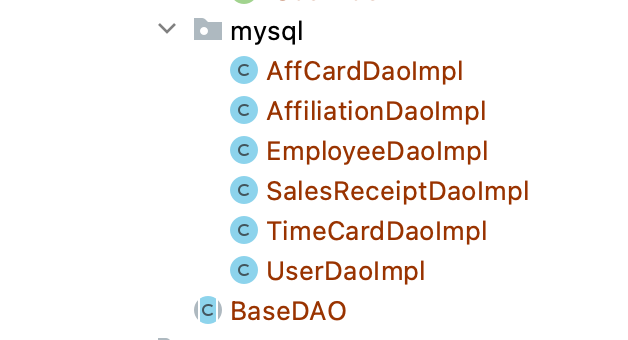 mysql
C AffCardDaoImpl
C AffiliationDaoImpl
C EmployeeDaoImpl
C SalesReceiptDaoImpl
C TimeCardDaoImpl
C UserDaoImpl
C BaseDAO